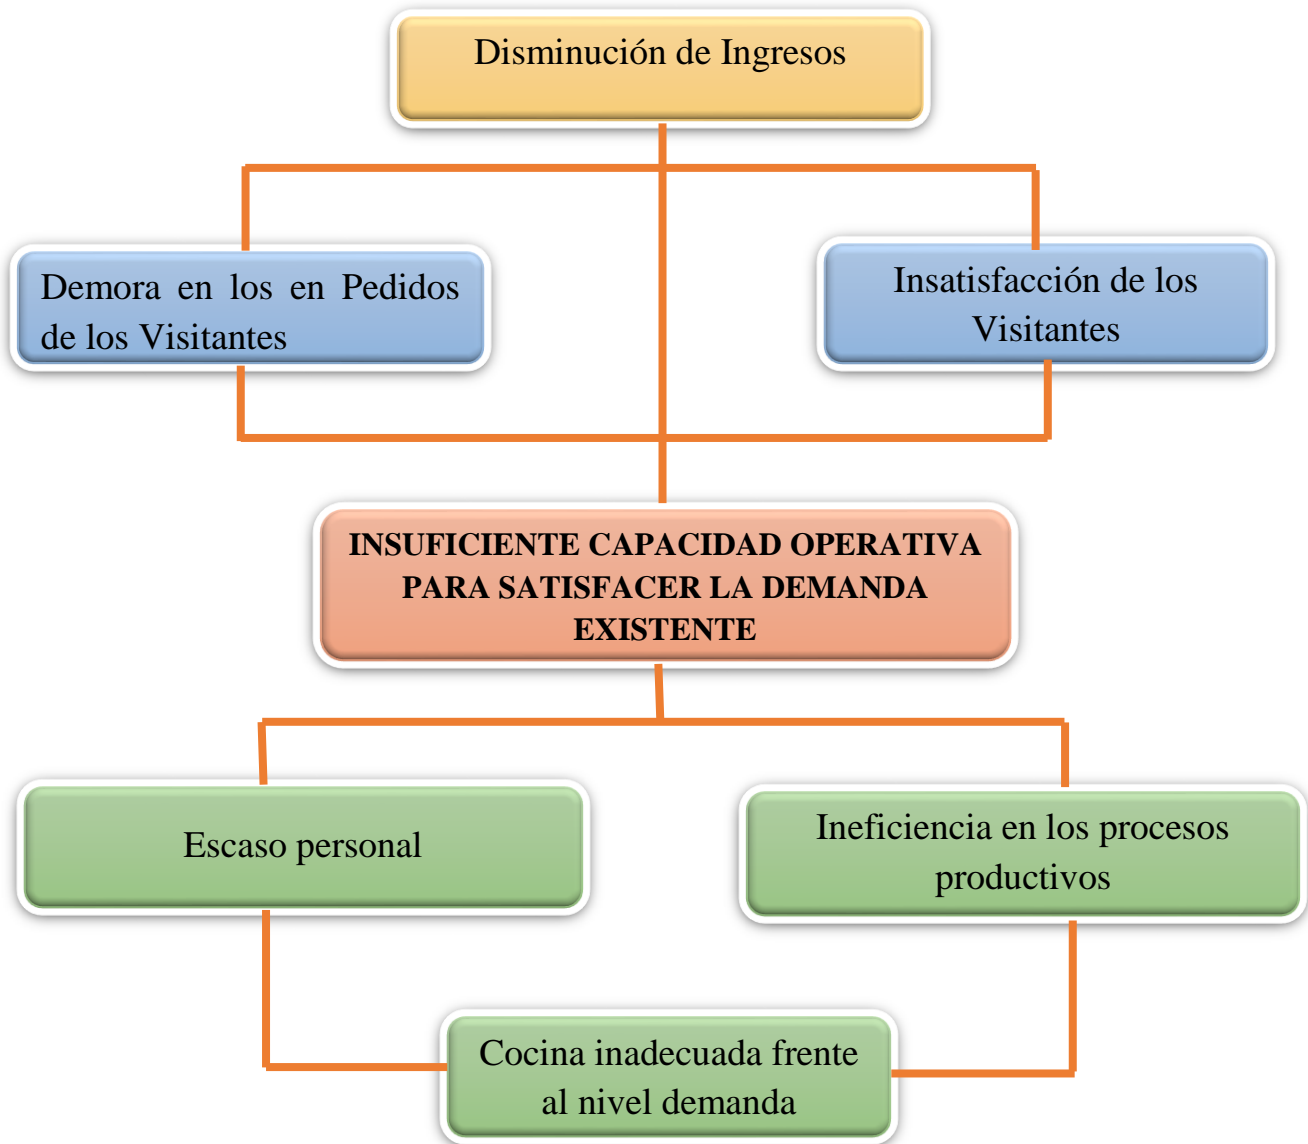 Disminución de Ingresos
Demora en los en Pedidos
de los Visitantes
Insatisfacción de los
Visitantes
INSUFICIENTE CAPACIDAD OPERATIVA
PARA SATISFACER LA DEMANDA
EXISTENTE
Escaso personal
Ineficiencia en los procesos
productivos
Cocina inadecuada frente
al nivel demanda